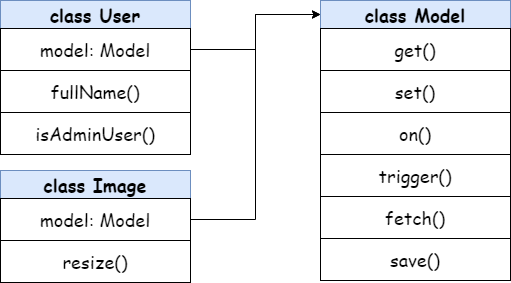 class User
model: Model
fullName()
isAdminUser()
class Image
model: Model
resize()
class Model
get()
set()
on()
trigger()
fetch()
save()